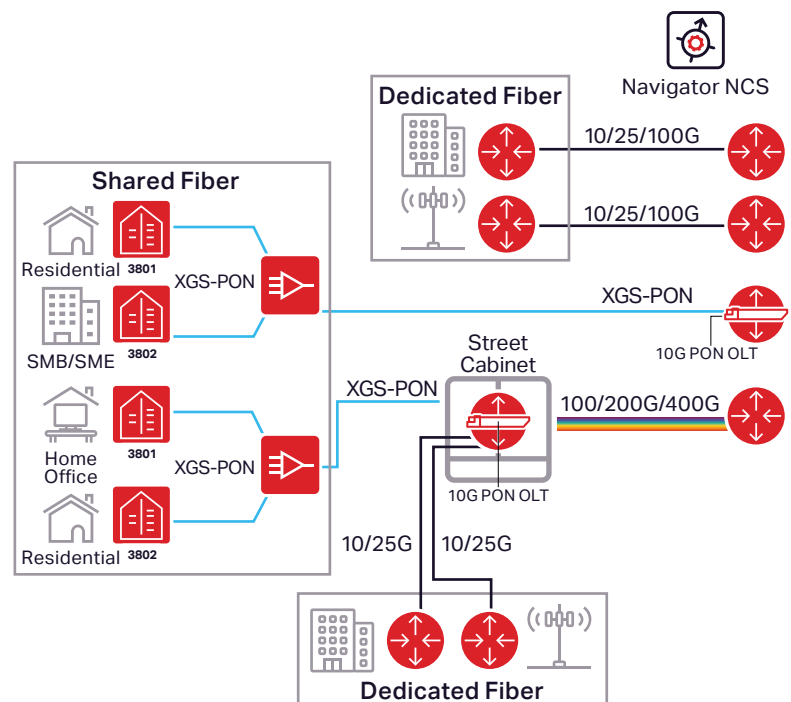 Navigator NCS
Dedicated Fiber
10/25/100G
10/25/100G
Shared Fiber
Residential
3801
XGS-PON
SMB/SME
3802
XGS-PON
10G PON OLT
Street
Cabinet
XGS-PON
100/200G/400G
10G PON OLT
Home
Office
3801
XGS-PON
Residential
3802
10/25G
10/25G
Dedicated Fiber